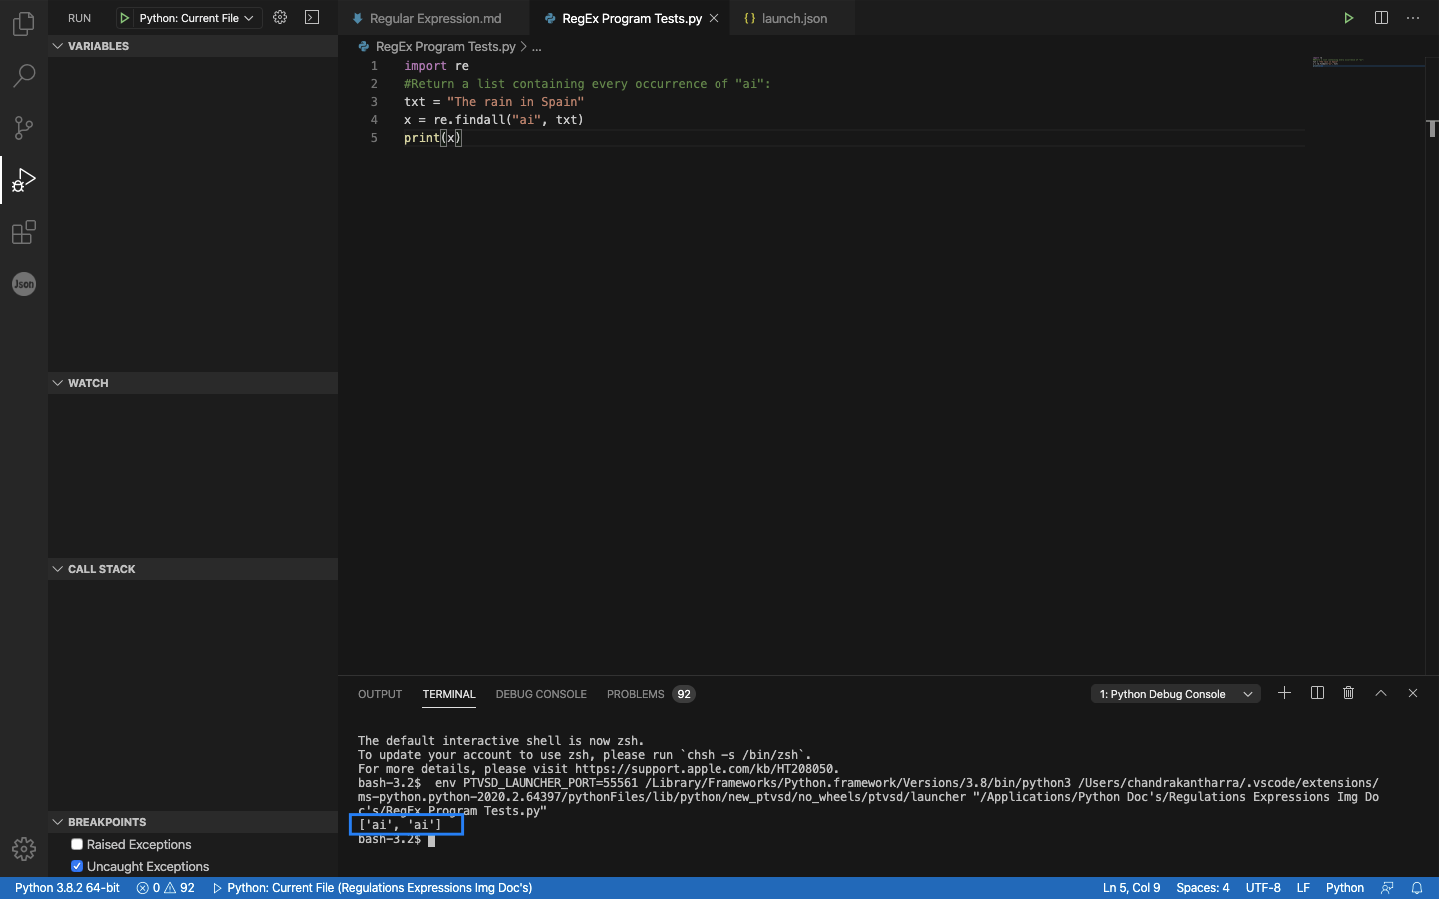 RUN Python: Current File
VARIABLES
WATCH
CALL STACK
BREAKPOINTS
Raised Exceptions
Uncaught Exceptions
Json
Regular Expression.md RegEx Program Tests.py {} launch.json
RegEx Program Tests.py > ...
1 import re
2 #Return a list containing every occurrence of "ai":
3 txt = "The rain in Spain"
4 x = re.findall("ai", txt)
5 print(x)
OUTPUT TERMINAL DEBUG CONSOLE PROBLEMS 92 1: Python Debug Console
The default interactive shell is now zsh.
To update your account to use zsh, please run `chsh -s /bin/zsh`.
For more details, please visit https://support.apple.com/kb/HT208050.
bash-3.2$  env PTVSD_LAUNCHER_PORT=55561 /Library/Frameworks/Python.framework/Versions/3.8/bin/python3 /Users/chandrakantharra/.vscode/extensions/
ms-python.python-2020.2.64397/pythonFiles/lib/python/new_ptvsd/no_wheels/ptvsd/launcher "/Applications/Python Doc's/Regulations Expressions Img Do
c's/RegEx Program Tests.py"
['ai', 'ai']
bash-3.2$
Python 3.8.2 64-bit 0 92 Python: Current File (Regulations Expressions Img Doc's) Ln 5, Col 9 Spaces: 4 UTF-8 LF Python